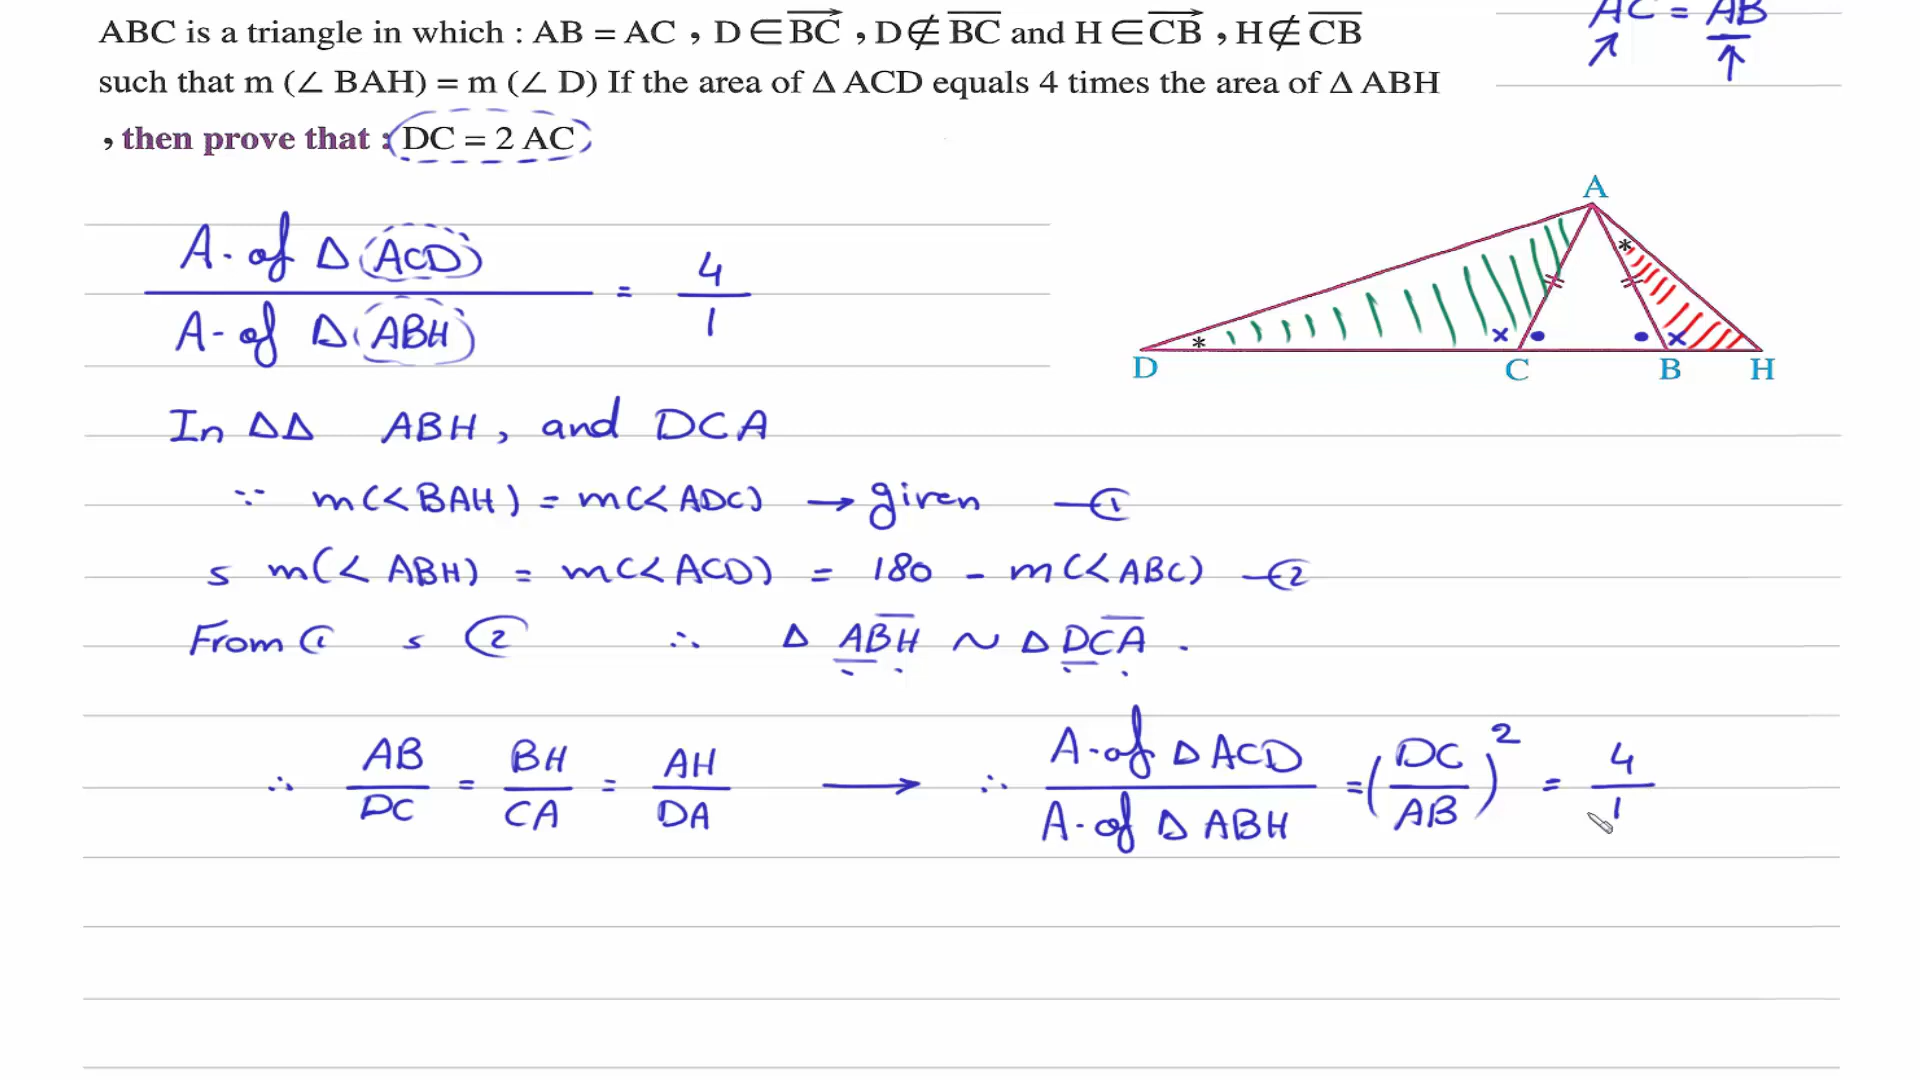 ABC is a triangle in which : AB = AC , D ∈ BC , D ∉ BC and H ∈ CB , H ∉ CB
such that m (∠ BAH) = m (∠ D) If the area of Δ ACD equals 4 times the area of Δ ABH
, then prove that : DC = 2 AC
AC = AB
A
* *
x x
D C B H
A. of Δ (ACD) / A. of Δ (ABH) = 4 / 1
In ΔΔ ABH, and DCA
∵ m(<BAH) = m(<ADC) → given —①
, m(< ABH) = m(<ACD) = 180 - m(<ABC) —②
From ① , ② ∴ Δ ABH ~ Δ DCA .
∴ AB / DC = BH / CA = AH / DA → ∴ A. of Δ ACD / A. of Δ ABH = (DC / AB)² = 4 / 1